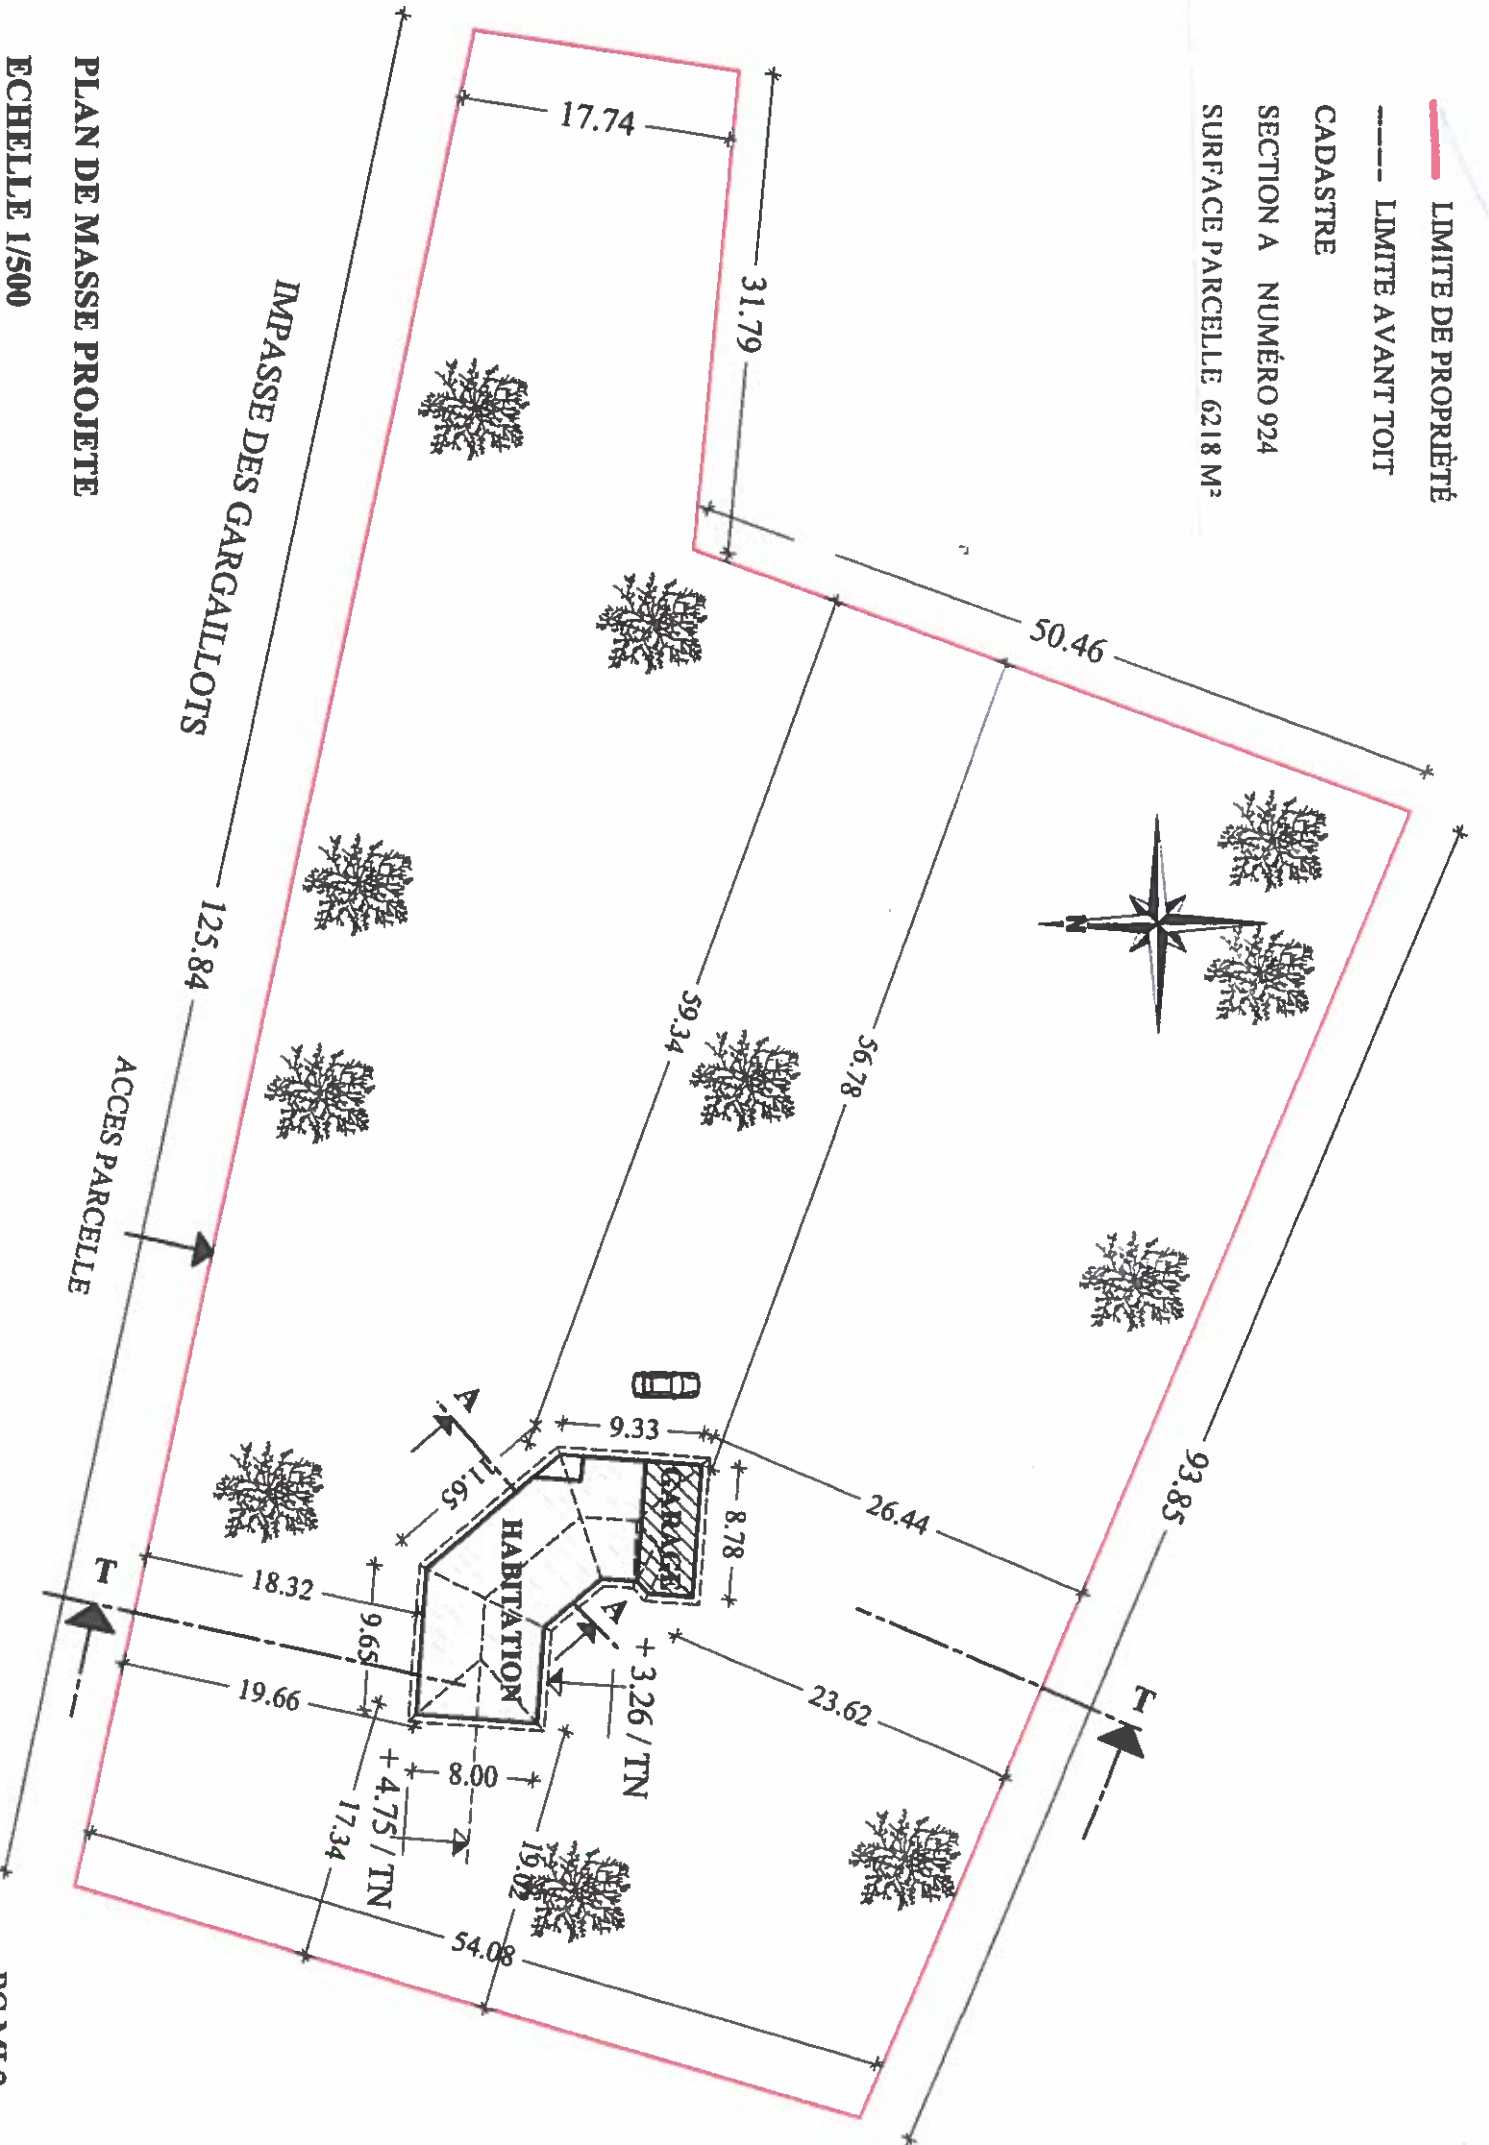 LIMITE DE PROPRIÈTÉ
LIMITE AVANT TOIT
CADASTRE
SECTION A NUMÉRO 924
SURFACE PARCELLE 6218 M²
17.74
31.79
50.46
93.85
125.84
IMPASSE DES GARGAILLOTS
ACCES PARCELLE
59.34
56.78
N
9.33
8.78
11.65
9.65
8.00
26.44
23.62
18.32
19.66
17.34
19.02
54.08
GARAGE
HABITATION
A
A
T
T
+ 3.26 / TN
+ 4.75 / TN
PLAN DE MASSE PROJETE
ECHELLE 1/500